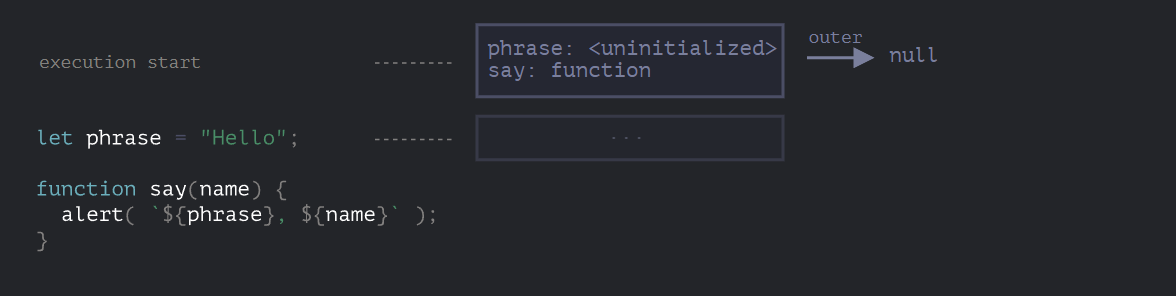 phrase: <uninitialized>
outer
execution start ---------
say: function
null
let phrase = "Hello"; ---------
...
function say(name) {
  alert( `${phrase}, ${name}` );
}